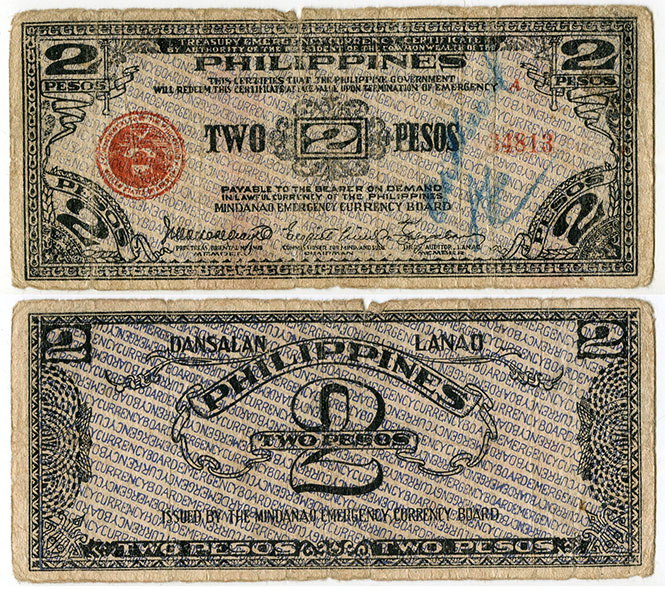 TREASURY EMERGENCY CURRENCY CERTIFICATE
BY AUTHORITY OF THE PRESIDENT OF THE COMMONWEALTH OF THE
2 PHILIPPINES 2
PESOS PESOS
THIS CERTIFIES THAT THE PHILIPPINE GOVERNMENT
WILL REDEEM THIS CERTIFICATE AT FACE VALUE UPON TERMINATION OF EMERGENCY
A
TWO 2 PESOS 34813
PAYABLE TO THE BEARER ON DEMAND
IN LAWFUL CURRENCY OF THE PHILIPPINES
MINDANAO EMERGENCY CURRENCY BOARD
PESOS PESOS
2 2
MEMBER CHAIRMAN MEMBER
2 2
DANSALAN LANAO
PHILIPPINES
2
TWO PESOS
ISSUED BY THE MINDANAO EMERGENCY CURRENCY BOARD
TWO PESOS TWO PESOS